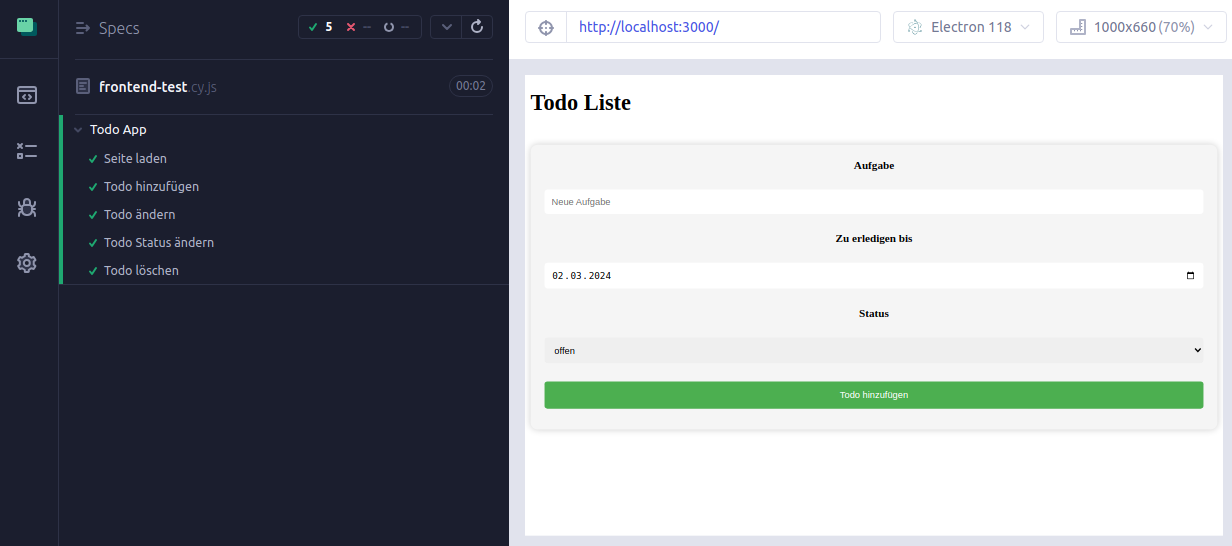 Specs
5 -- --
frontend-test.cy.js
00:02
Todo App
Seite laden
Todo hinzufügen
Todo ändern
Todo Status ändern
Todo löschen
http://localhost:3000/
Electron 118
1000x660 (70%)
Todo Liste
Aufgabe
Neue Aufgabe
Zu erledigen bis
02.03.2024
Status
offen
Todo hinzufügen